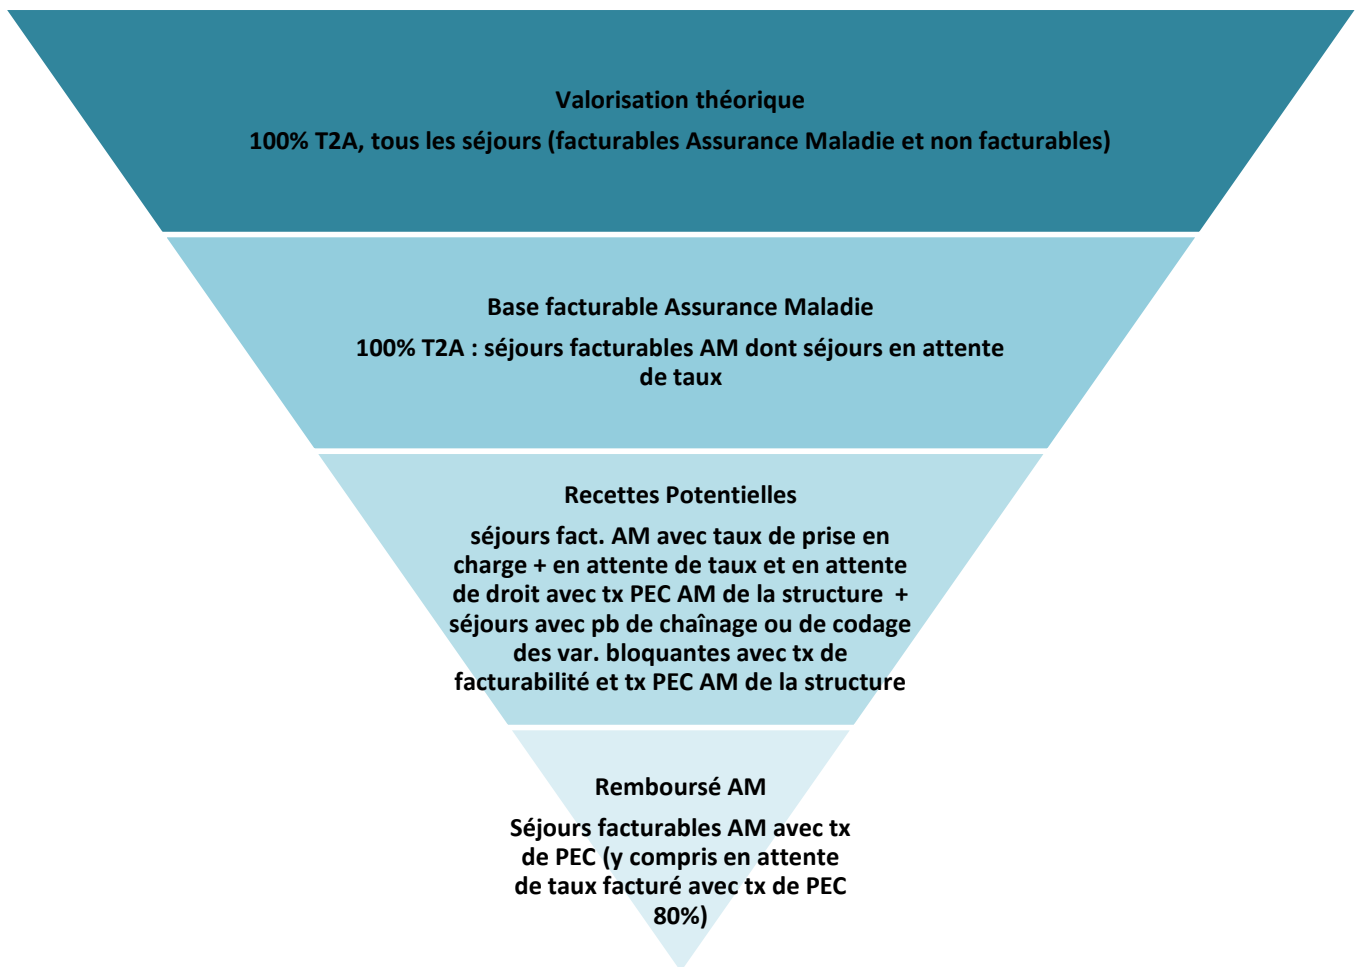 Valorisation théorique
100% T2A, tous les séjours (facturables Assurance Maladie et non facturables)
Base facturable Assurance Maladie
100% T2A : séjours facturables AM dont séjours en attente
de taux
Recettes Potentielles
séjours fact. AM avec taux de prise en
charge + en attente de taux et en attente
de droit avec tx PEC AM de la structure +
séjours avec pb de chaînage ou de codage
des var. bloquantes avec tx de
facturabilité et tx PEC AM de la structure
Remboursé AM
Séjours facturables AM avec tx
de PEC (y compris en attente
de taux facturé avec tx de PEC
80%)